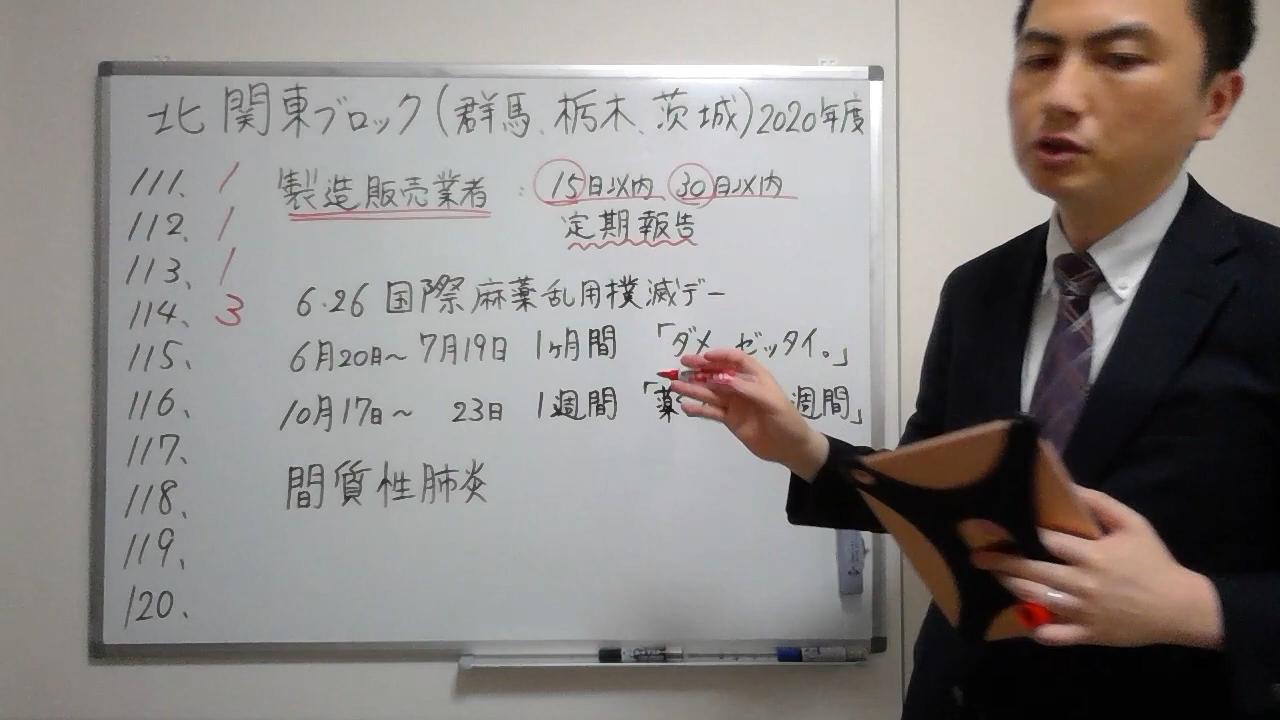 北関東ブロック(群馬、栃木、茨城)2020年度
111. 1 製造販売業者:15日以内 30日以内
112. 1 定期報告
113. 1
114. 3 6.26 国際麻薬乱用撲滅デー
115. 6月20日~7月19日 1ヶ月間 「ダメ ゼッタイ。」
116. 10月17日~ 23日 1週間 「薬 週間」
117.
118. 間質性肺炎
119.
120.